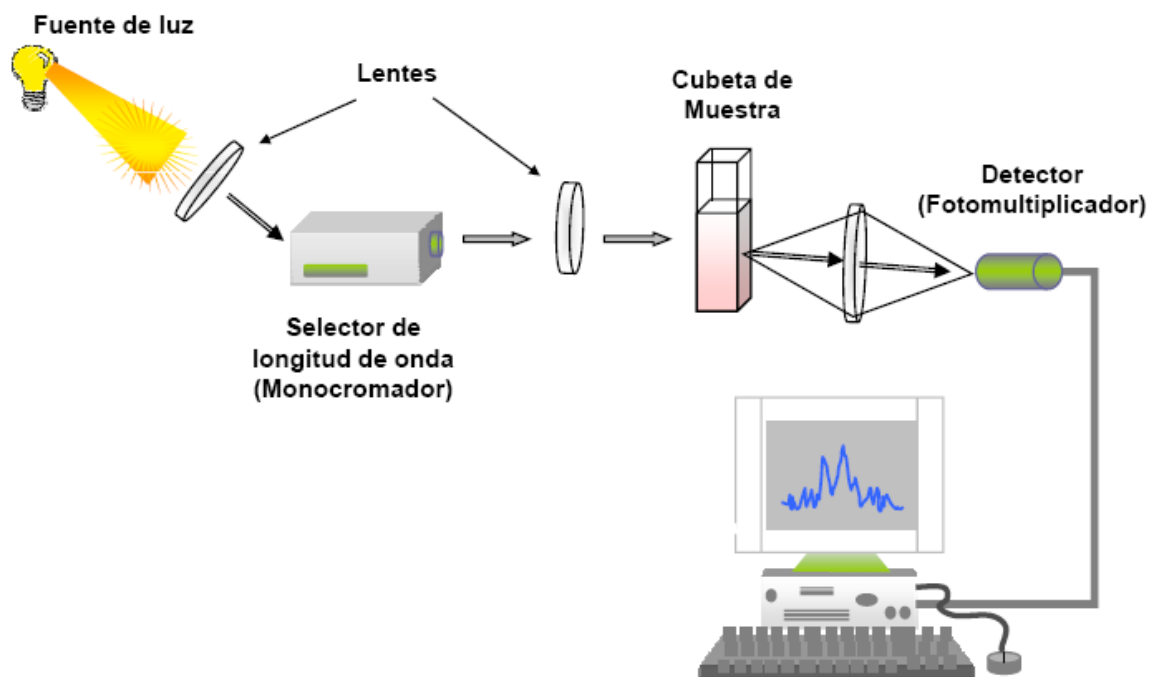 Fuente de luz
Lentes
Cubeta de
Muestra
Detector
(Fotomultiplicador)
Selector de
longitud de onda
(Monocromador)